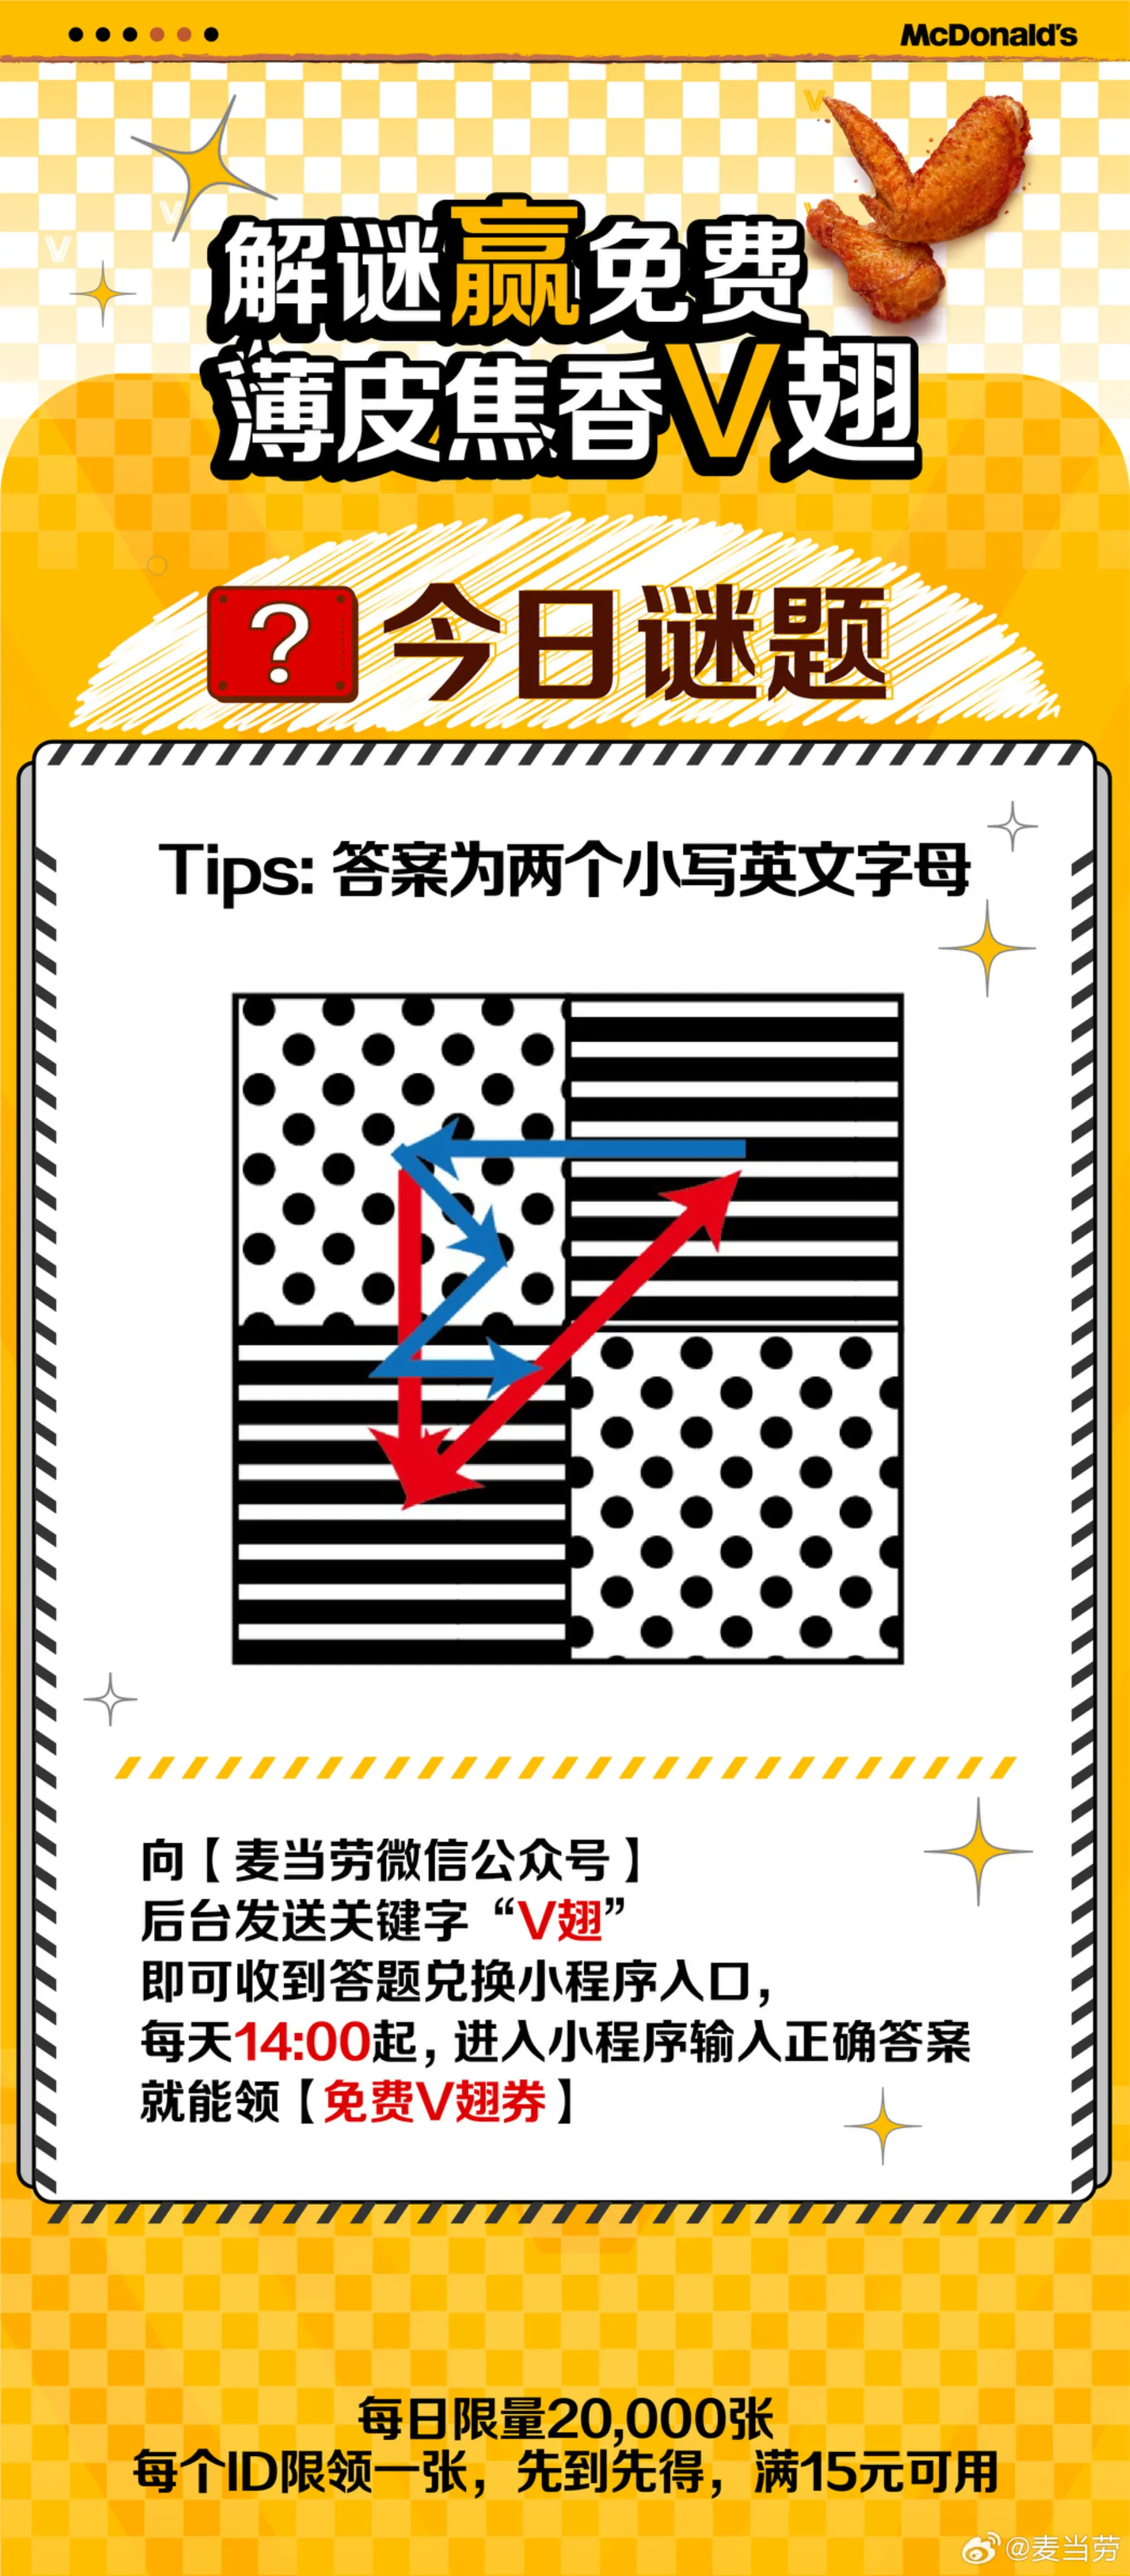 McDonald's
解谜赢免费
薄皮焦香V翅
? 今日谜题
Tips: 答案为两个小写英文字母
向【麦当劳微信公众号】
后台发送关键字“V翅”
即可收到答题兑换小程序入口，
每天14:00起，进入小程序输入正确答案
就能领【免费V翅券】
每日限量20,000张
每个ID限领一张，先到先得，满15元可用
@麦当劳